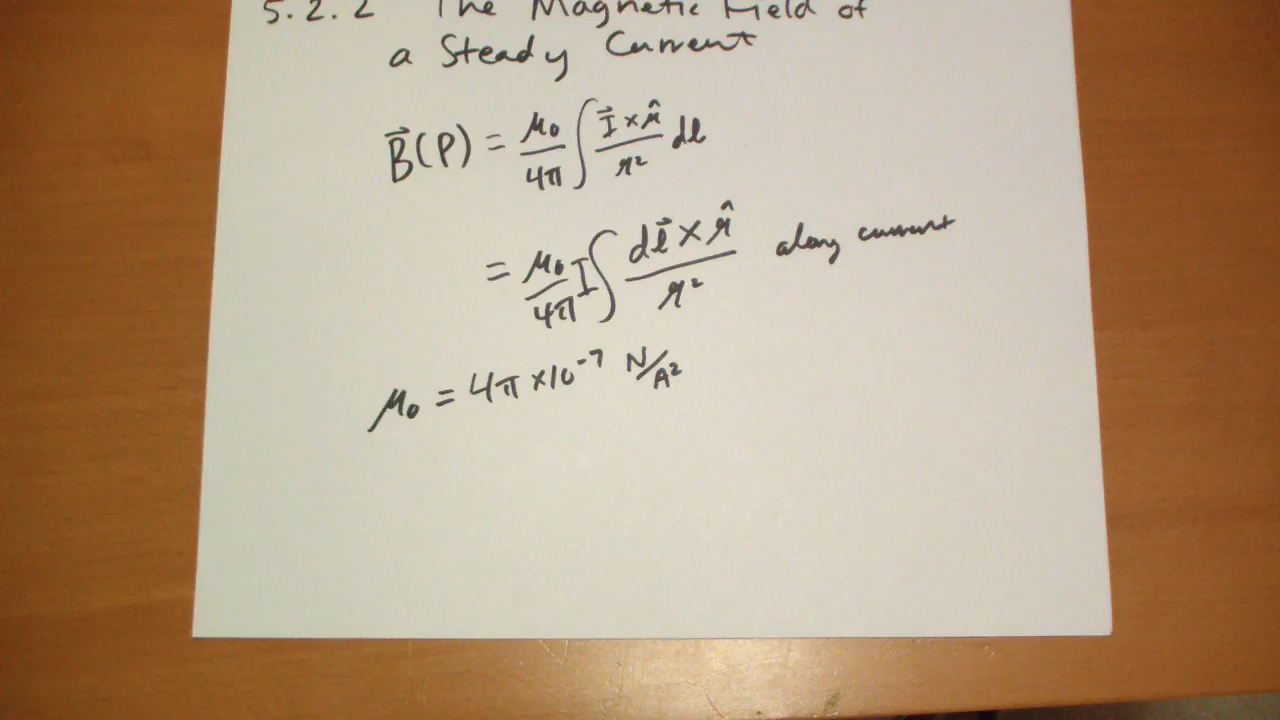 5.2.2 The Magnetic Field of
a Steady Current
B⃗(P) = μ₀/4π ∫ I⃗ × 𝓇̂ / 𝓇² dl
= μ₀/4π I ∫ dl⃗ × 𝓇̂ / 𝓇² along current
μ₀ = 4π × 10⁻⁷ N/A²